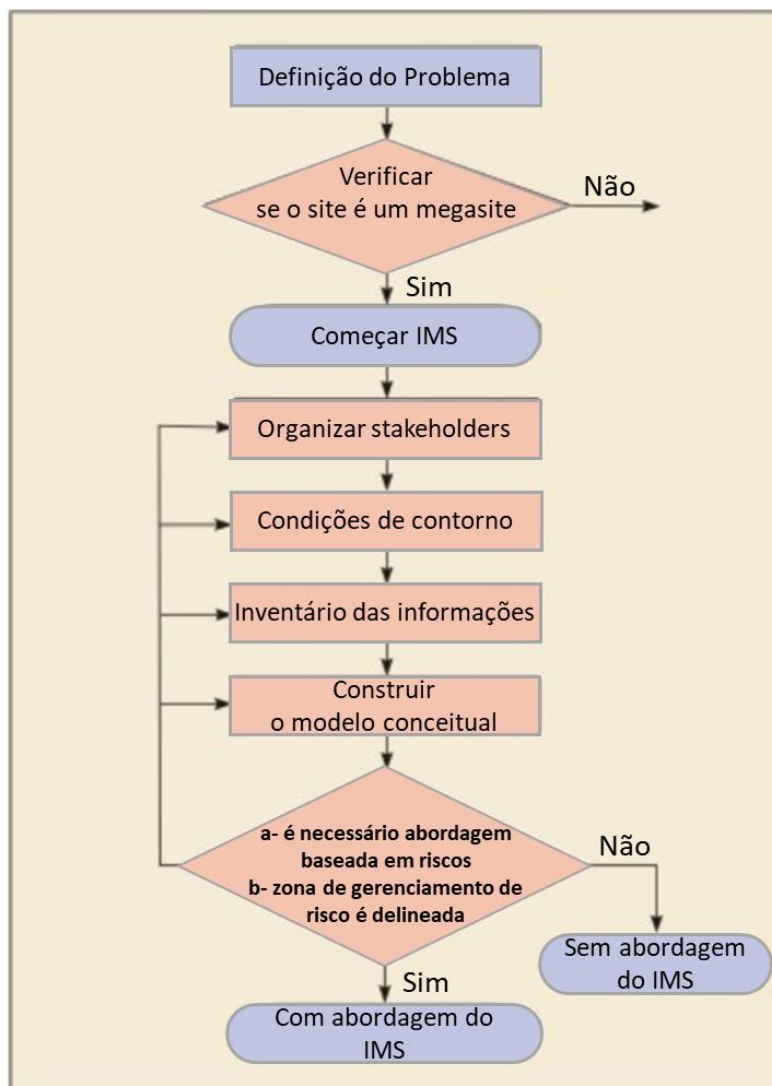 Definição do Problema
Verificar
se o site é um megasite
Não
Sim
Começar IMS
Organizar stakeholders
Condições de contorno
Inventário das informações
Construir
o modelo conceitual
a- é necessário abordagem
baseada em riscos
b- zona de gerenciamento de
risco é delineada
Não
Sem abordagem
do IMS
Sim
Com abordagem do
IMS